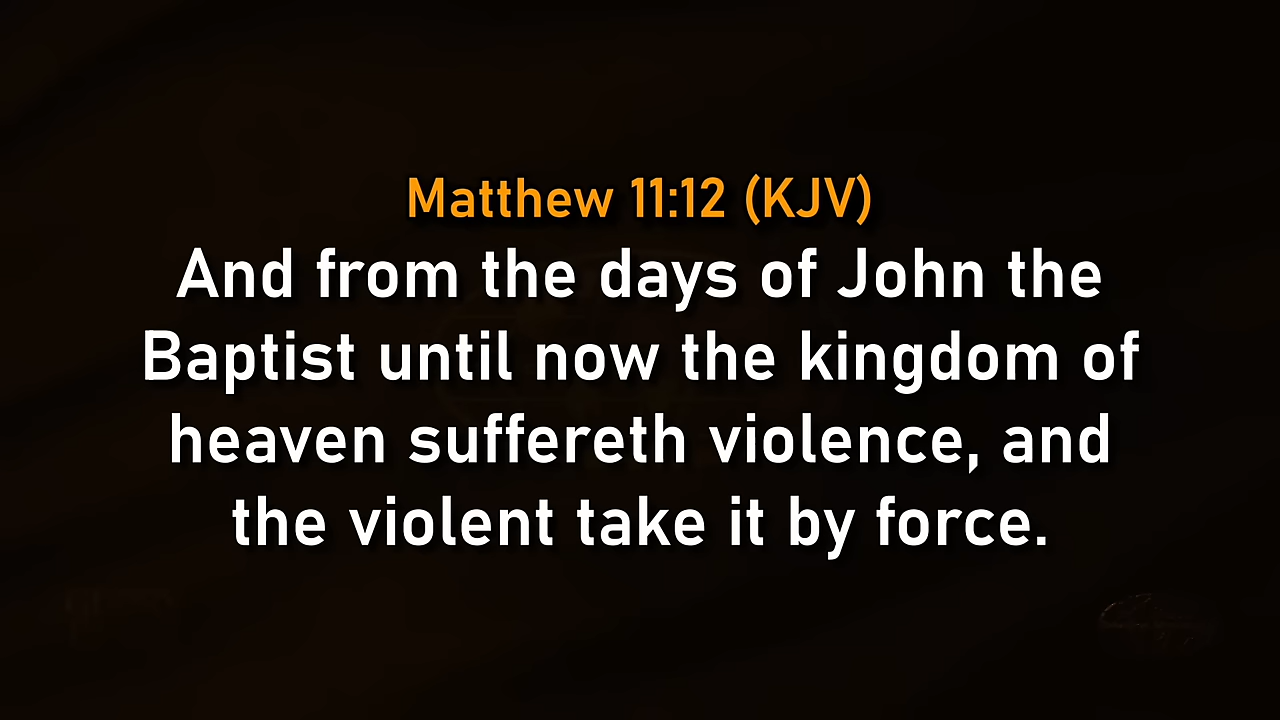 Matthew 11:12 (KJV)
And from the days of John the
Baptist until now the kingdom of
heaven suffereth violence, and
the violent take it by force.